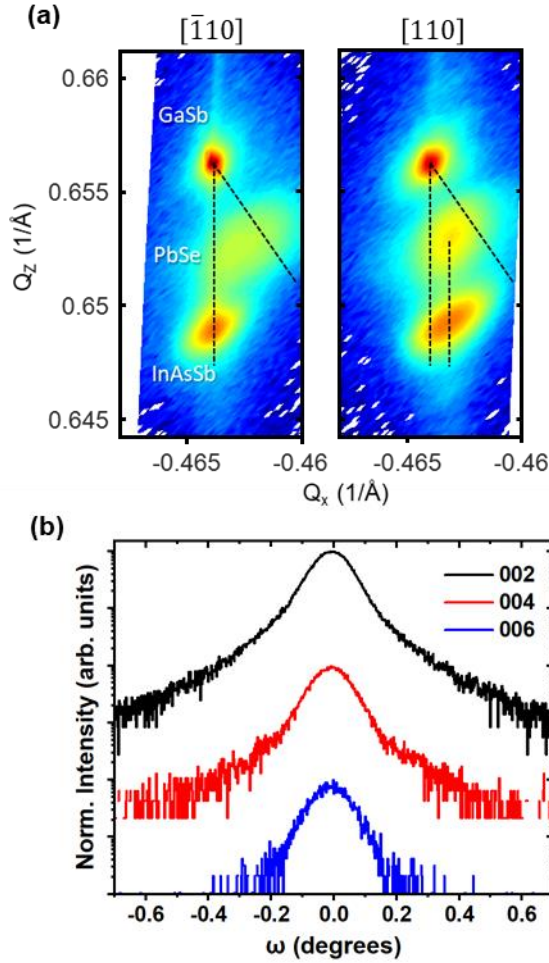 (a)
[1̅10] [110]
0.66
0.655
0.65
0.645
Q_Z (1/Å)
GaSb
PbSe
InAsSb
-0.465 -0.46 -0.465 -0.46
Q_x (1/Å)
(b)
002
004
006
Norm. Intensity (arb. units)
-0.6 -0.4 -0.2 0.0 0.2 0.4 0.6
ω (degrees)